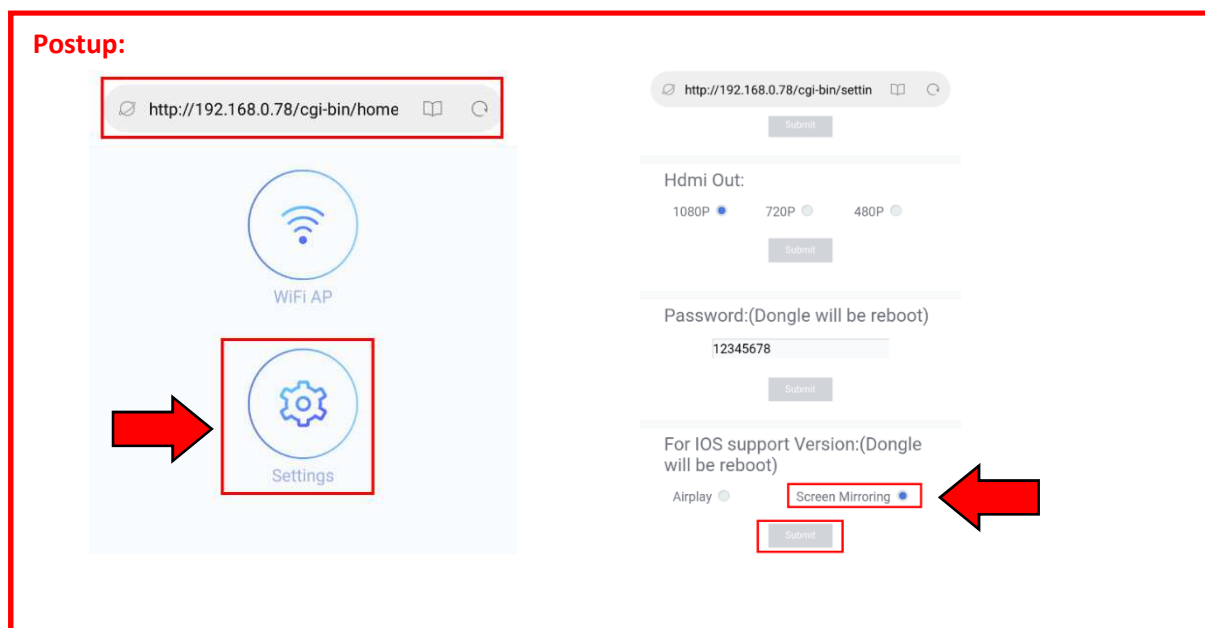 Postup:
http://192.168.0.78/cgi-bin/home
WiFi AP
Settings
http://192.168.0.78/cgi-bin/settin
Submit
Hdmi Out:
1080P 720P 480P
Submit
Password:(Dongle will be reboot)
12345678
Submit
For IOS support Version:(Dongle
will be reboot)
Airplay Screen Mirroring
Submit